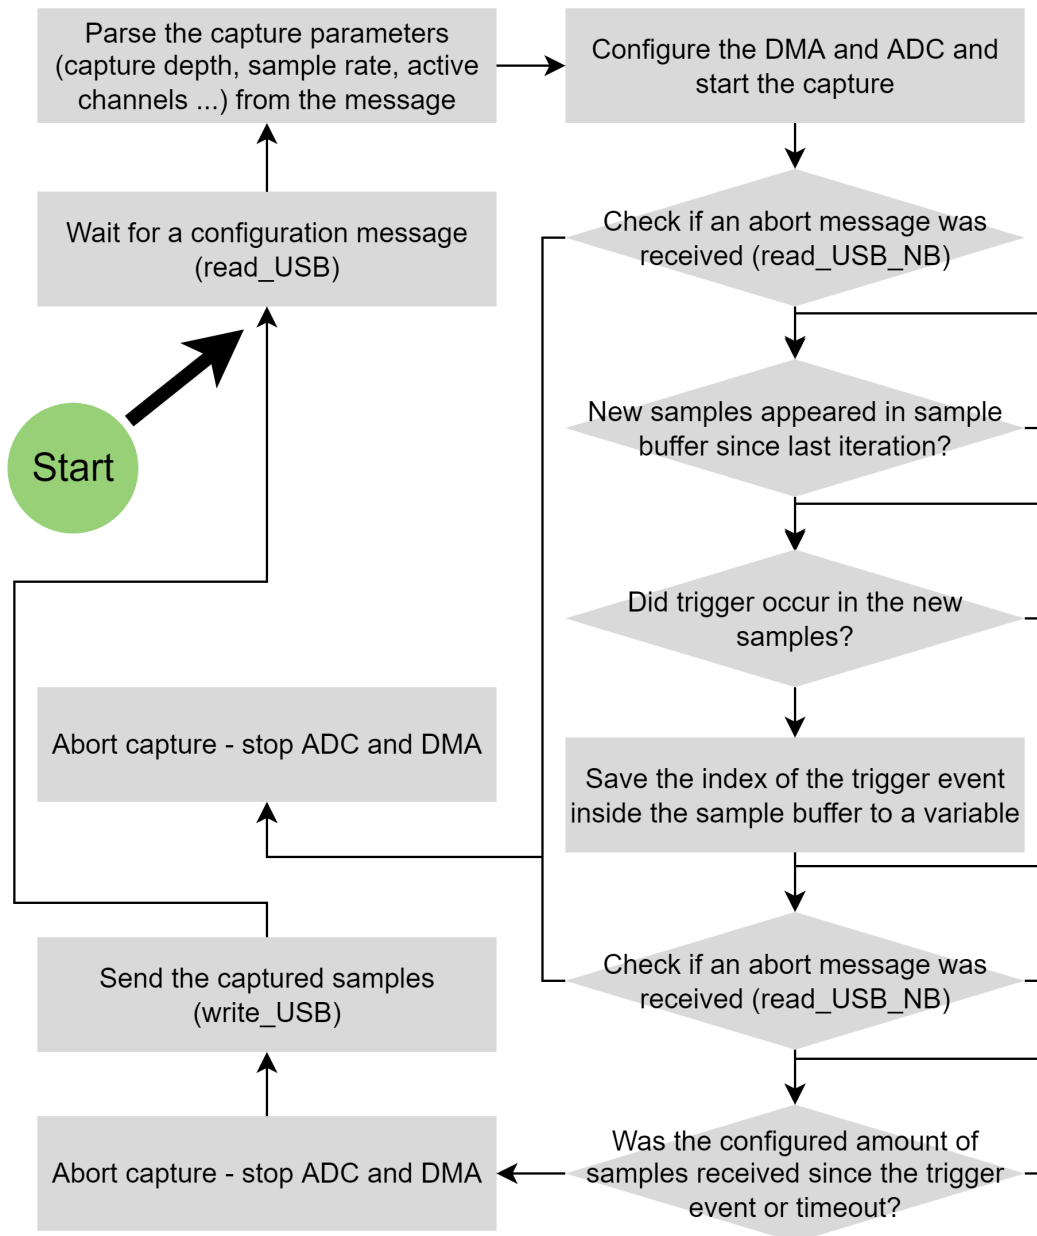 Parse the capture parameters
(capture depth, sample rate, active
channels ...) from the message
Configure the DMA and ADC and
start the capture
Wait for a configuration message
(read_USB)
Check if an abort message was
received (read_USB_NB)
Start
New samples appeared in sample
buffer since last iteration?
Did trigger occur in the new
samples?
Abort capture - stop ADC and DMA
Save the index of the trigger event
inside the sample buffer to a variable
Send the captured samples
(write_USB)
Check if an abort message was
received (read_USB_NB)
Abort capture - stop ADC and DMA
Was the configured amount of
samples received since the trigger
event or timeout?